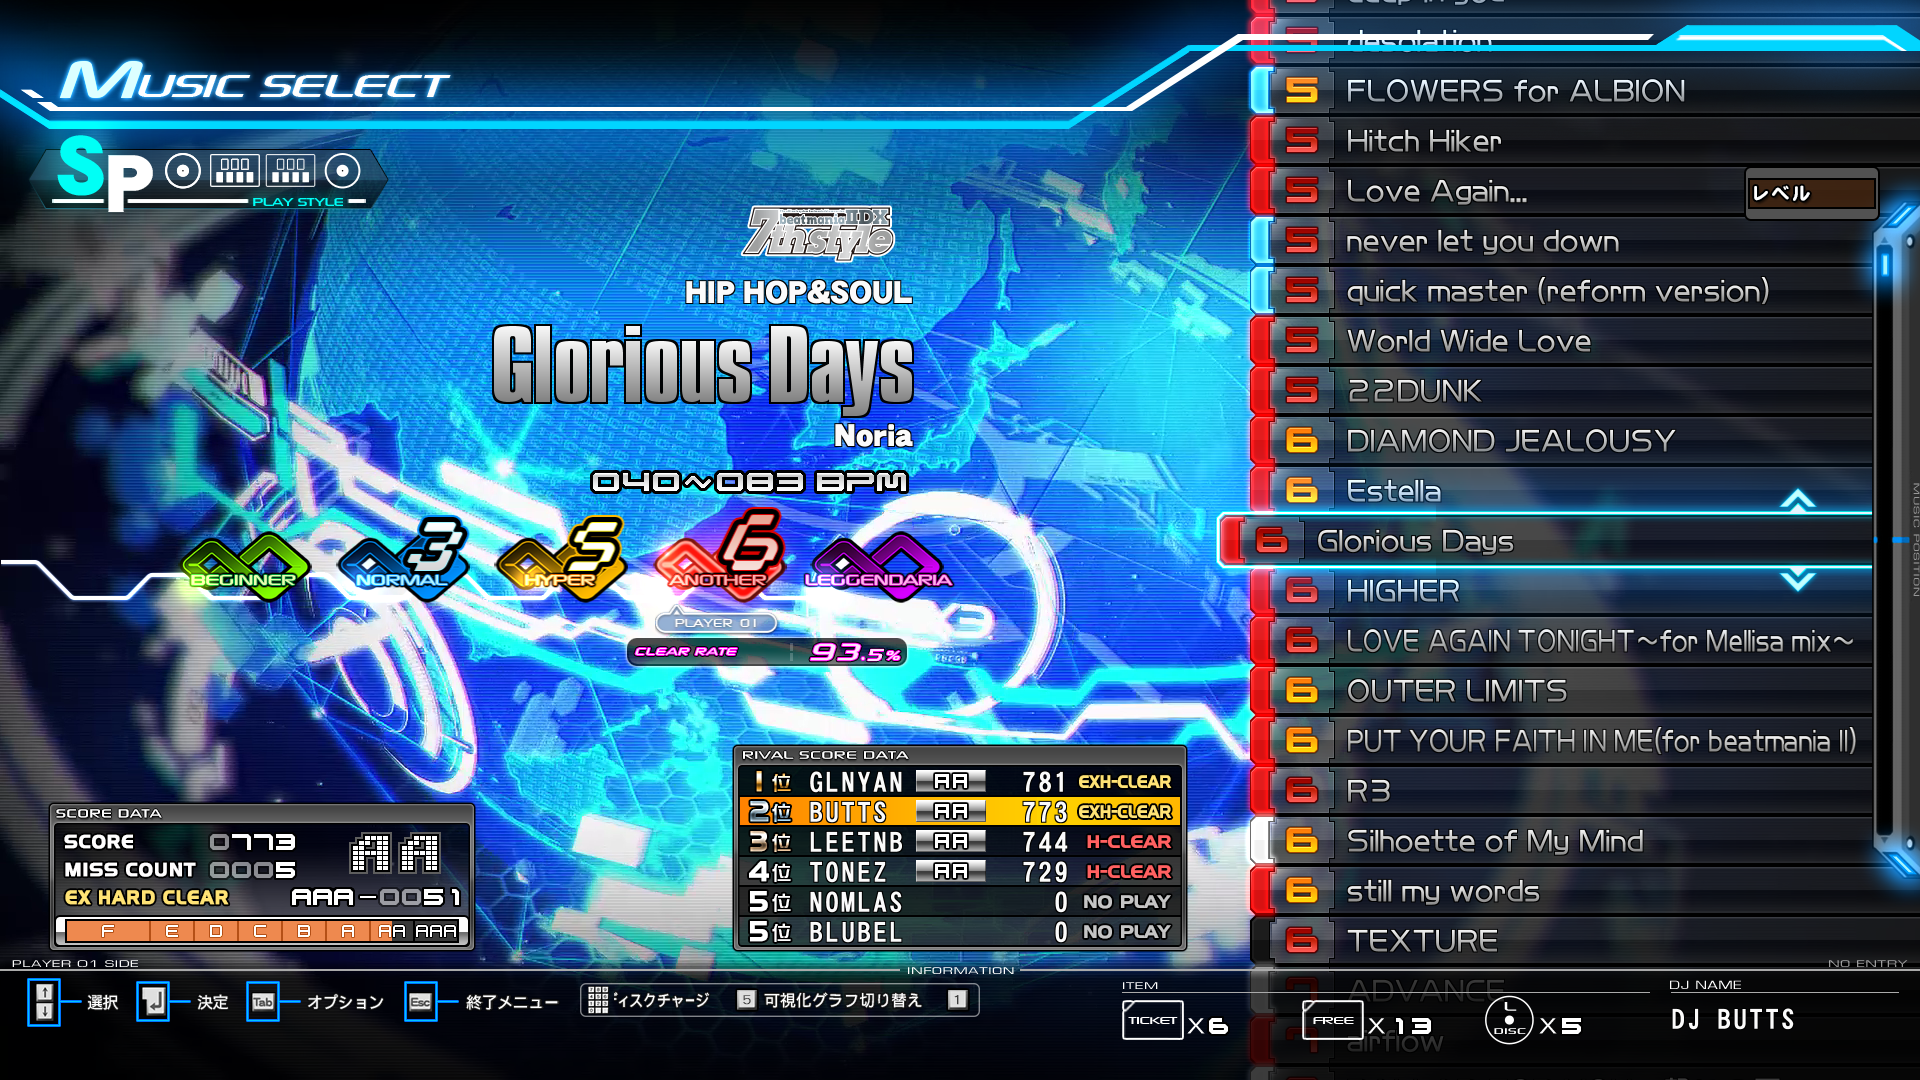 MUSIC SELECT
SP
PLAY STYLE
beatmania IIDX
7th style
HIP HOP&SOUL
Glorious Days
Noria
040~083 BPM
BEGINNER
NORMAL 3
HYPER 5
ANOTHER 6
LEGGENDARIA
PLAYER 01
CLEAR RATE 93.5%
RIVAL SCORE DATA
1位 GLNYAN AA 781 EXH-CLEAR
2位 BUTTS AA 773 EXH-CLEAR
3位 LEETNB AA 744 H-CLEAR
4位 TONEZ AA 729 H-CLEAR
5位 NOMLAS 0 NO PLAY
5位 BLUBEL 0 NO PLAY
SCORE DATA
SCORE 0773 AA
MISS COUNT 0005
EX HARD CLEAR AAA-0051
F E D C B A AA AAA
desolation
5 FLOWERS for ALBION
5 Hitch Hiker
5 Love Again...
レベル
5 never let you down
5 quick master (reform version)
5 World Wide Love
5 22DUNK
6 DIAMOND JEALOUSY
6 Estella
6 Glorious Days
6 HIGHER
6 LOVE AGAIN TONIGHT～for Mellisa mix～
6 OUTER LIMITS
6 PUT YOUR FAITH IN ME(for beatmania II)
6 R3
6 Silhoette of My Mind
6 still my words
6 TEXTURE
7 ADVANCE
7 airflow
MUSIC POSITION
PLAYER 01 SIDE
INFORMATION
NO ENTRY
↑↓ 選択
決定
Tab オプション
Esc 終了メニュー
ィスクチャージ 5 可視化グラフ切り替え 1
ITEM
TICKET X6
FREE X13
L DISC X5
DJ NAME
DJ BUTTS